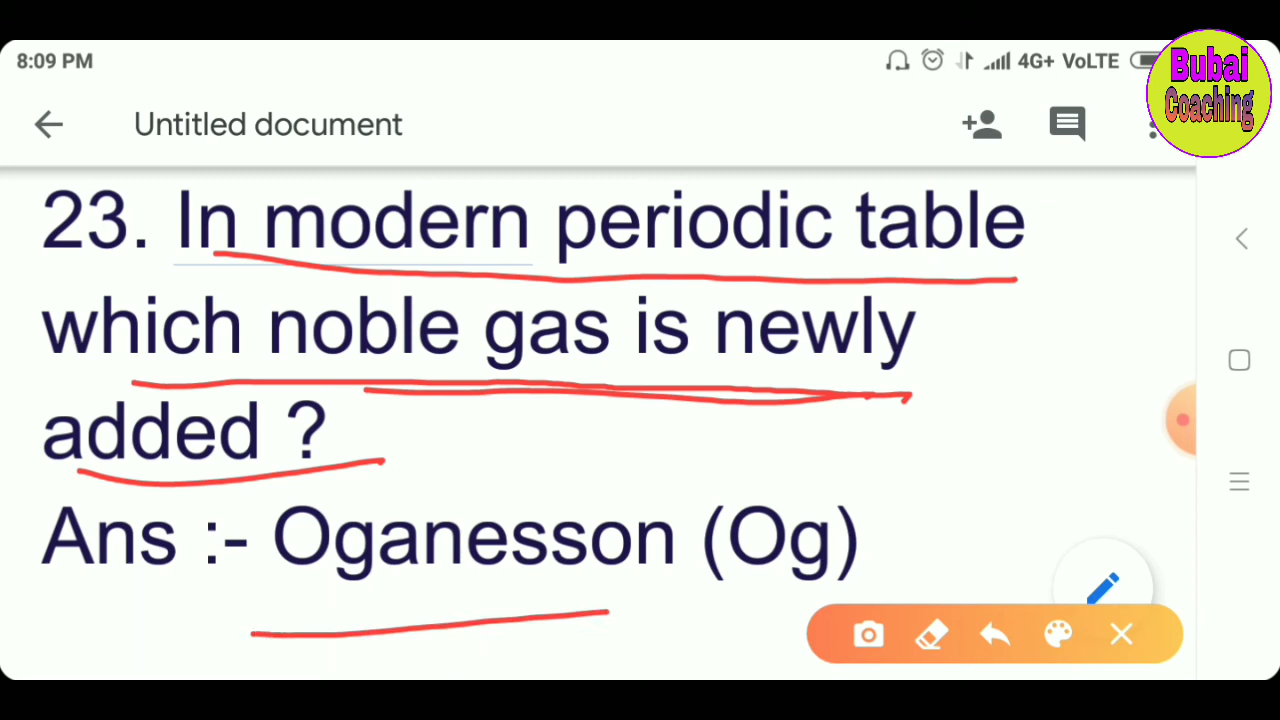 8:09 PM
4G+ VoLTE
Bubai
Coaching
Untitled document
23. In modern periodic table
which noble gas is newly
added ?
Ans :- Oganesson (Og)